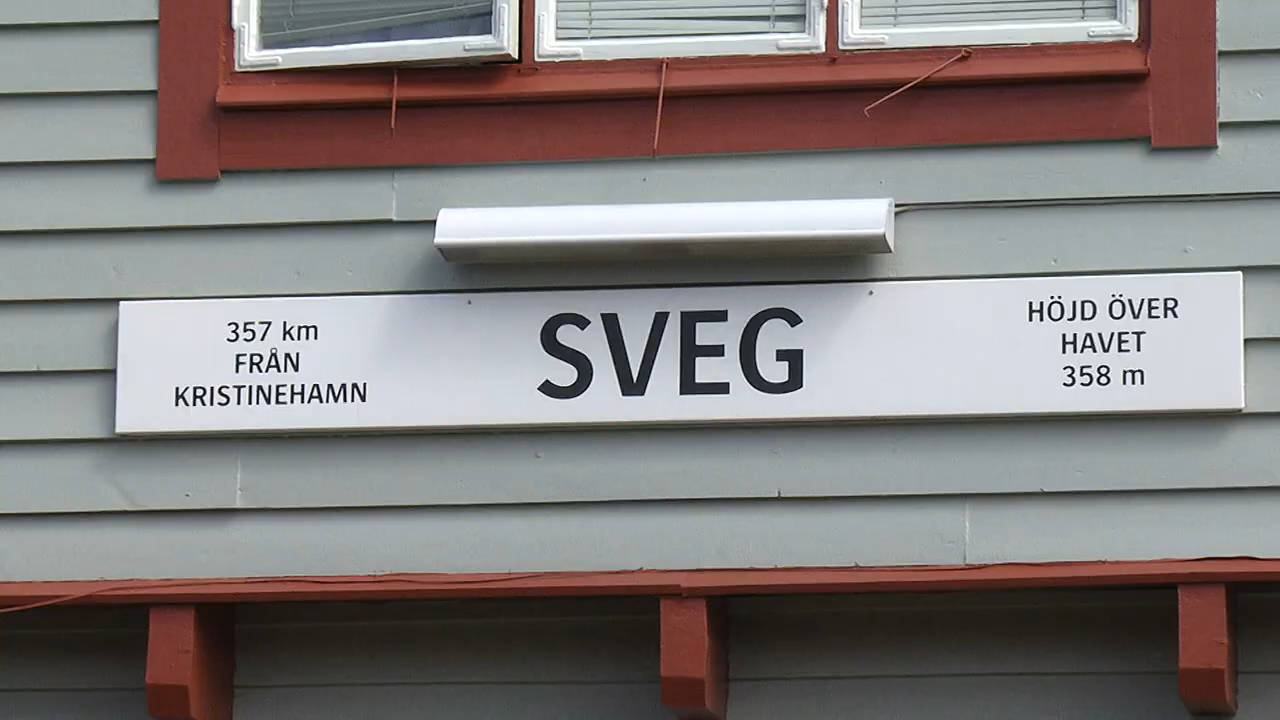 357 km
FRÅN
KRISTINEHAMN
SVEG
HÖJD ÖVER
HAVET
358 m